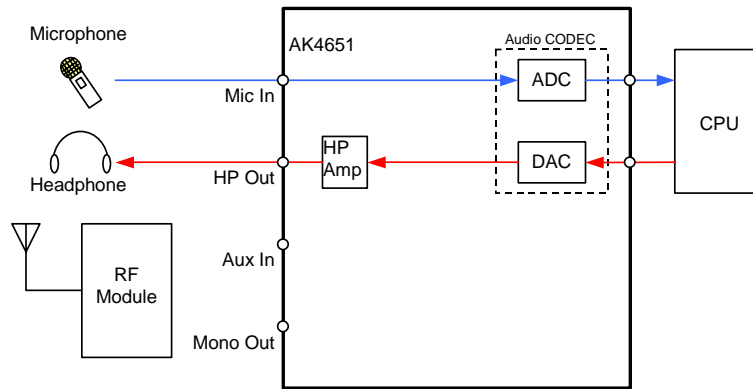 Microphone
AK4651
Audio CODEC
Mic In
ADC
CPU
HP
Amp
DAC
Headphone
HP Out
RF
Module
Aux In
Mono Out